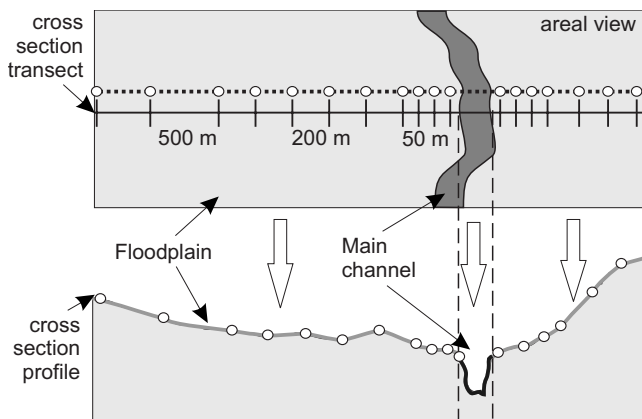 cross
section
transect
areal view
500 m
200 m
50 m
Floodplain
Main
channel
cross
section
profile